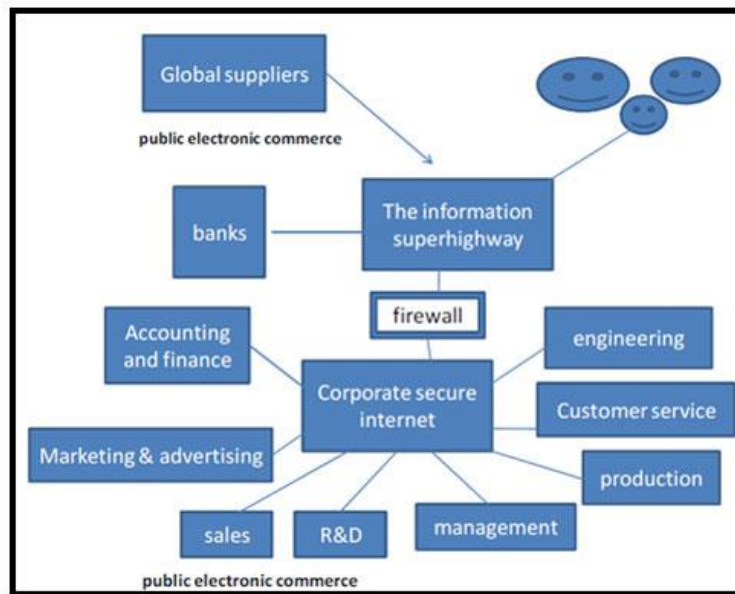 Global suppliers
public electronic commerce
banks
The information
superhighway
firewall
Accounting
and finance
engineering
Corporate secure
internet
Customer service
Marketing & advertising
production
sales
R&D
management
public electronic commerce